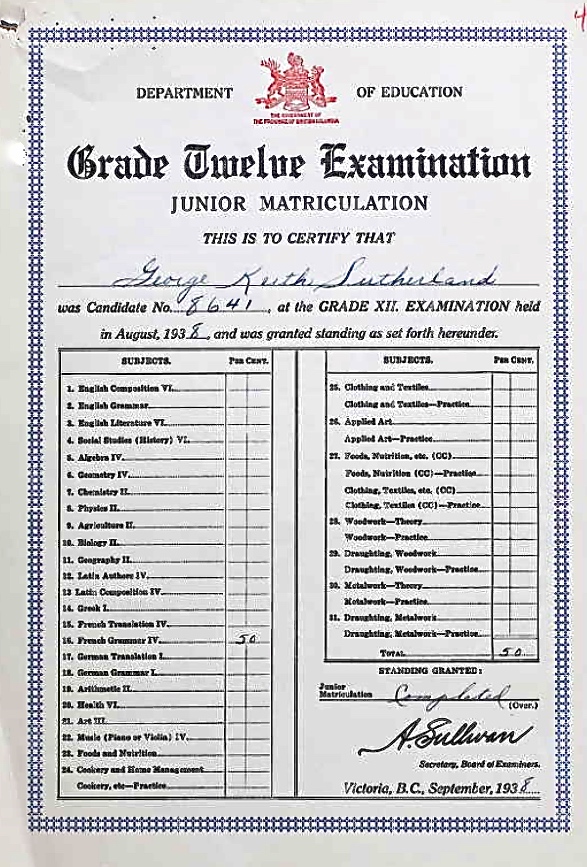 4
DEPARTMENT OF EDUCATION
THE GOVERNMENT OF
THE PROVINCE OF BRITISH COLUMBIA
Grade Twelve Examination
JUNIOR MATRICULATION
THIS IS TO CERTIFY THAT
George Keith Sutherland
was Candidate No. 8641, at the GRADE XII. EXAMINATION held
in August, 1938, and was granted standing as set forth hereunder.
SUBJECTS. PER CENT.
1. English Composition VI.
2. English Grammar
3. English Literature VI.
4. Social Studies (History) VI.
5. Algebra IV.
6. Geometry IV.
7. Chemistry II.
8. Physics II.
9. Agriculture II.
10. Biology II.
11. Geography II.
12. Latin Authors IV.
13 Latin Composition IV.
14. Greek I.
15. French Translation IV.
16. French Grammar IV. 50
17. German Translation I.
18. German Grammar I.
19. Arithmetic II.
20. Health VI.
21. Art III.
22. Music (Piano or Violin) IV.
23. Foods and Nutrition
24. Cookery and Home Management
Cookery, etc—Practice
SUBJECTS. PER CENT.
25. Clothing and Textiles
Clothing and Textiles—Practice
26. Applied Art
Applied Art—Practice
27. Foods, Nutrition, etc. (CC)
Foods, Nutrition (CC)—Practice
Clothing, Textiles, etc. (CC)
Clothing, Textiles (CC)—Practice
28. Woodwork—Theory
Woodwork—Practice
29. Draughting, Woodwork
Draughting, Woodwork—Practice
30. Metalwork—Theory
Metalwork—Practice
31. Draughting, Metalwork
Draughting, Metalwork—Practice
TOTAL 50
STANDING GRANTED:
Junior
Matriculation Completed
(Over.)
A. Sullivan
Secretary, Board of Examiners.
Victoria, B.C., September, 1938